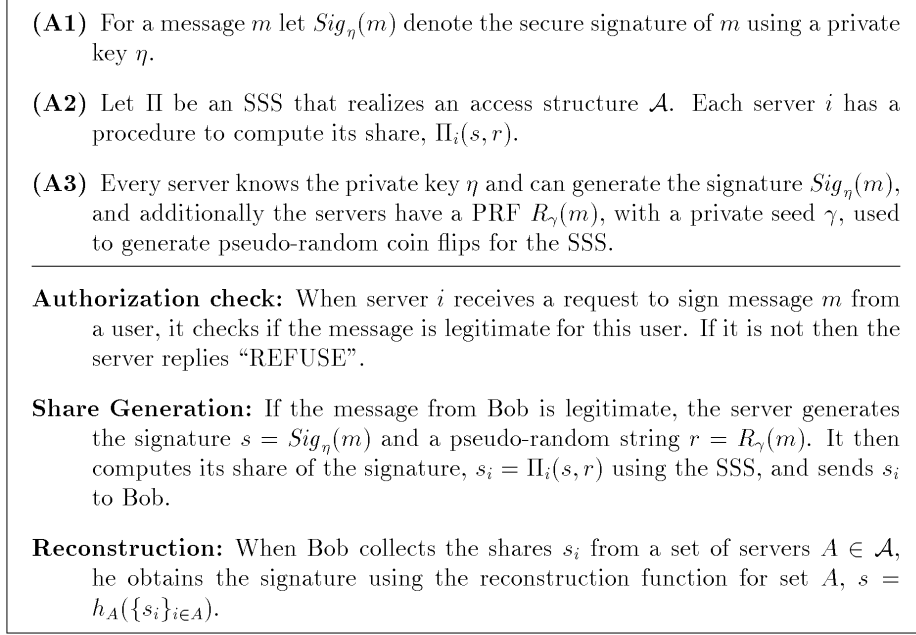 (A1) For a message m let Sig_η(m) denote the secure signature of m using a private
key η.
(A2) Let Π be an SSS that realizes an access structure 𝒜. Each server i has a
procedure to compute its share, Π_i(s, r).
(A3) Every server knows the private key η and can generate the signature Sig_η(m),
and additionally the servers have a PRF R_γ(m), with a private seed γ, used
to generate pseudo-random coin flips for the SSS.
Authorization check: When server i receives a request to sign message m from
a user, it checks if the message is legitimate for this user. If it is not then the
server replies “REFUSE”.
Share Generation: If the message from Bob is legitimate, the server generates
the signature s = Sig_η(m) and a pseudo-random string r = R_γ(m). It then
computes its share of the signature, s_i = Π_i(s, r) using the SSS, and sends s_i
to Bob.
Reconstruction: When Bob collects the shares s_i from a set of servers A ∈ 𝒜,
he obtains the signature using the reconstruction function for set A, s =
h_A({s_i}_{i∈A}).